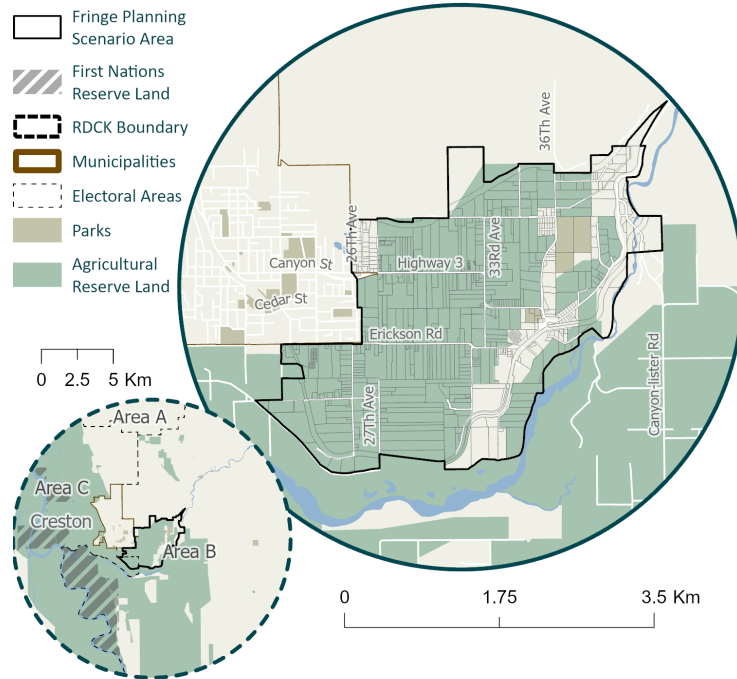 Fringe Planning
Scenario Area
First Nations
Reserve Land
RDCK Boundary
Municipalities
Electoral Areas
Parks
Agricultural
Reserve Land
0 2.5 5 Km
36Th Ave
26Th Ave
33Rd Ave
Canyon St
Highway 3
Cedar St
Erickson Rd
27Th Ave
Canyon-lister Rd
Area A
Area C
Creston
Area B
0 1.75 3.5 Km